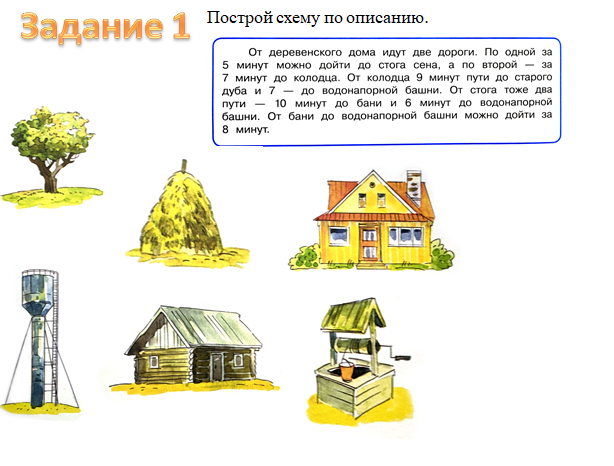 Задание 1
Построй схему по описанию.
От деревенского дома идут две дороги. По одной за
5 минут можно дойти до стога сена, а по второй — за
7 минут до колодца. От колодца 9 минут пути до старого
дуба и 7 — до водонапорной башни. От стога тоже два
пути — 10 минут до бани и 6 минут до водонапорной
башни. От бани до водонапорной башни можно дойти за
8 минут.